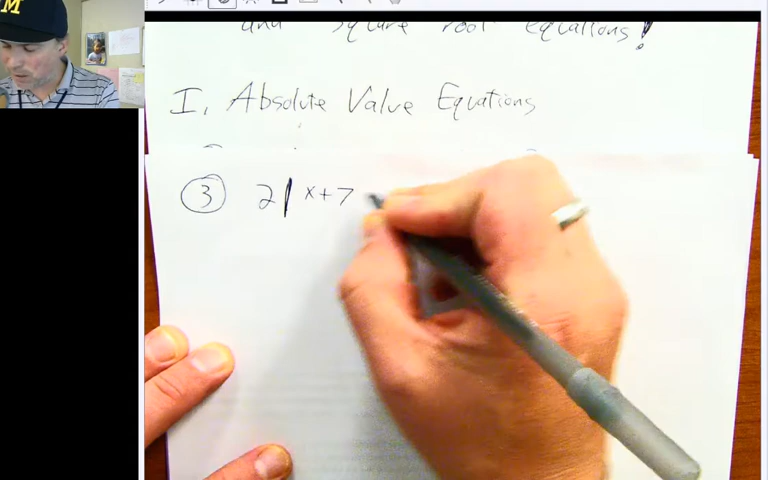 and square root equations!
I. Absolute Value Equations
③ 2|x+7
M